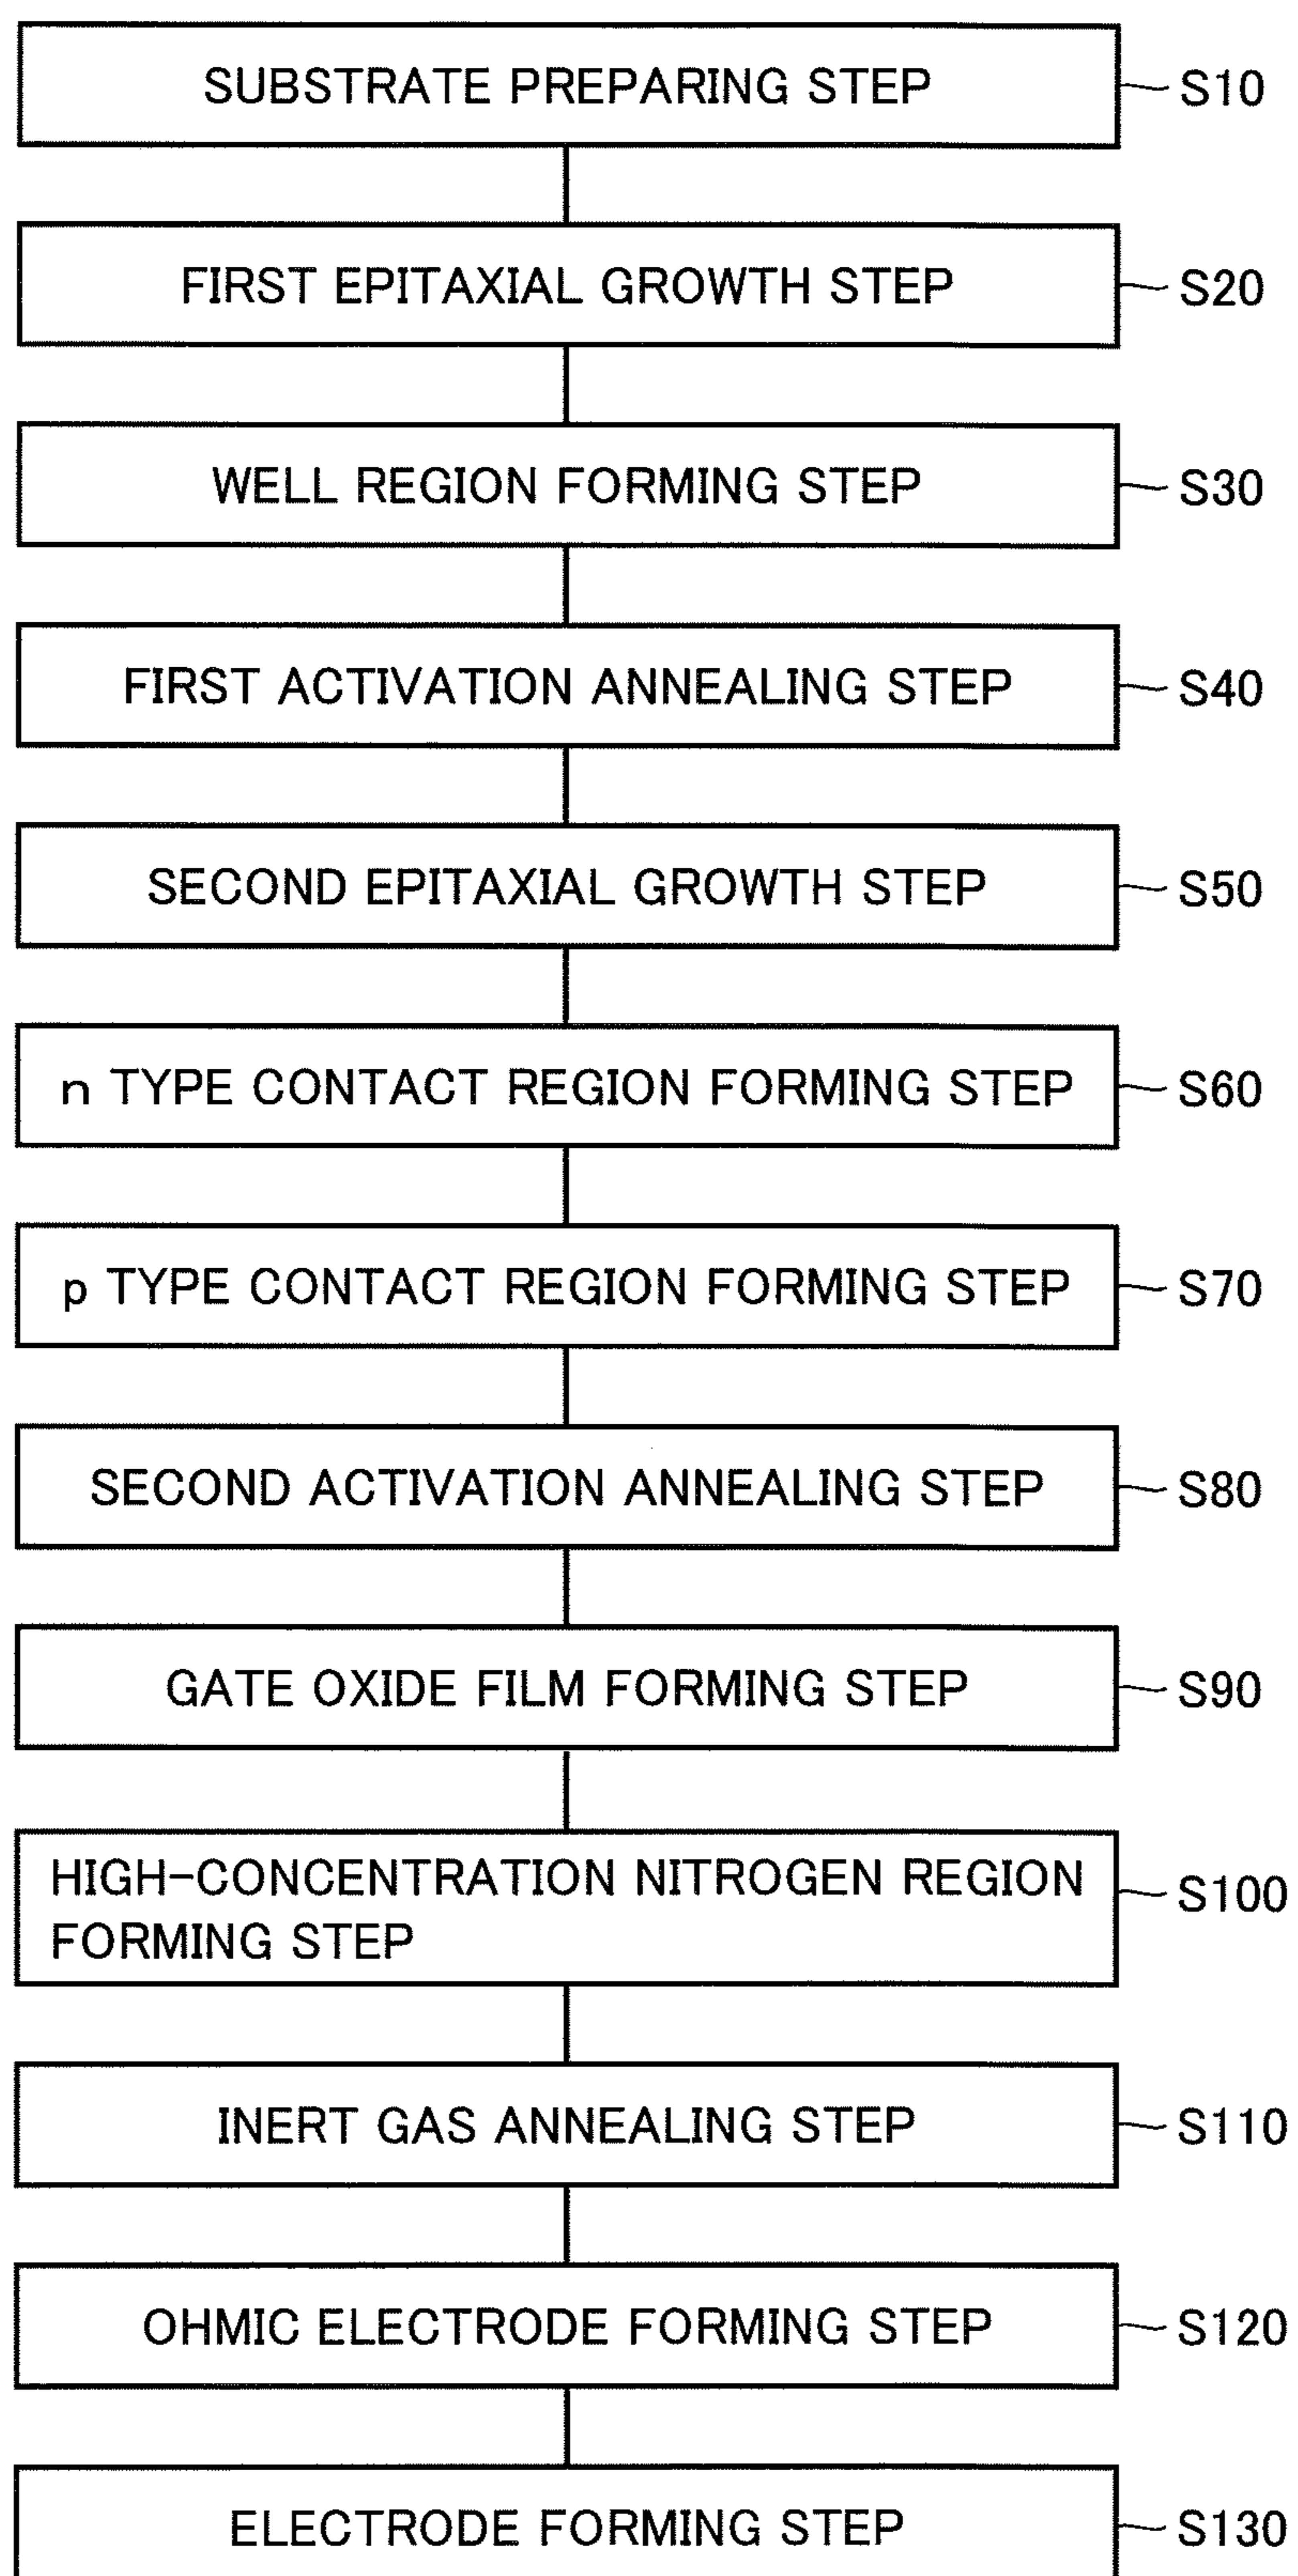 SUBSTRATE PREPARING STEP S10
FIRST EPITAXIAL GROWTH STEP S20
WELL REGION FORMING STEP S30
FIRST ACTIVATION ANNEALING STEP S40
SECOND EPITAXIAL GROWTH STEP S50
n TYPE CONTACT REGION FORMING STEP S60
p TYPE CONTACT REGION FORMING STEP S70
SECOND ACTIVATION ANNEALING STEP S80
GATE OXIDE FILM FORMING STEP S90
HIGH-CONCENTRATION NITROGEN REGION S100
FORMING STEP
INERT GAS ANNEALING STEP S110
OHMIC ELECTRODE FORMING STEP S120
ELECTRODE FORMING STEP S130